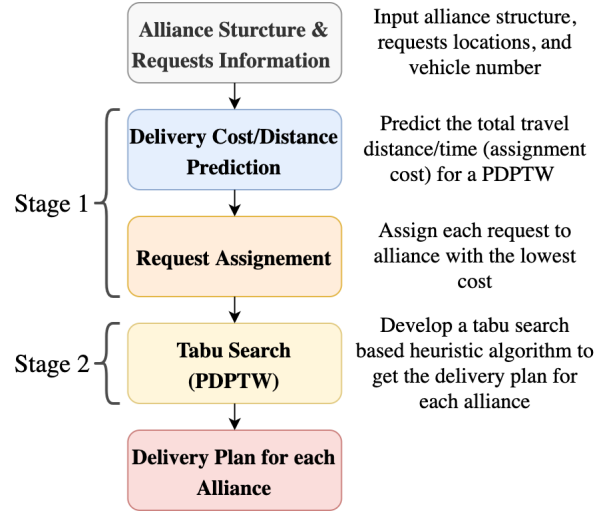 Alliance Sturcture &
Requests Information
Input alliance structure,
requests locations, and
vehicle number
Stage 1
Delivery Cost/Distance
Prediction
Predict the total travel
distance/time (assignment
cost) for a PDPTW
Request Assignement
Assign each request to
alliance with the lowest
cost
Stage 2
Tabu Search
(PDPTW)
Develop a tabu search
based heuristic algorithm to
get the delivery plan for
each alliance
Delivery Plan for each
Alliance